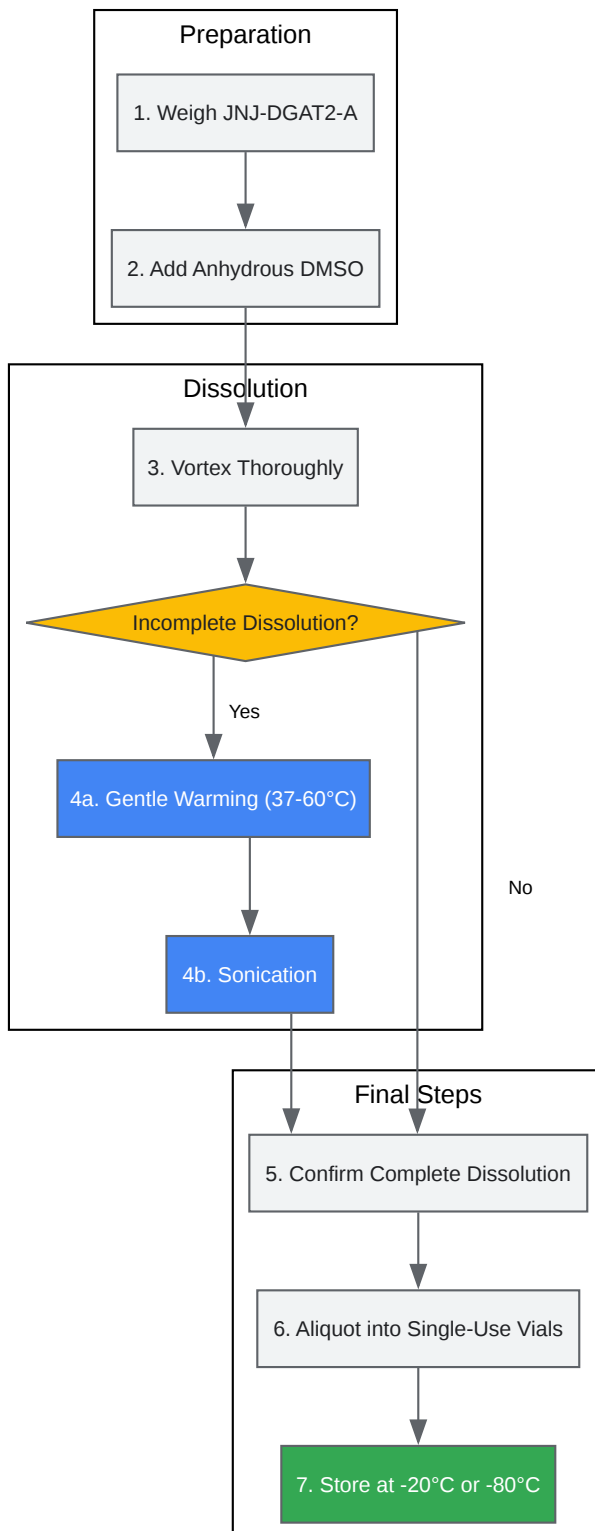 Preparation
1. Weigh JNJ-DGAT2-A
2. Add Anhydrous DMSO
Dissolution
3. Vortex Thoroughly
Incomplete Dissolution?
Yes
4a. Gentle Warming (37-60°C)
No
4b. Sonication
Final Steps
5. Confirm Complete Dissolution
6. Aliquot into Single-Use Vials
7. Store at -20°C or -80°C